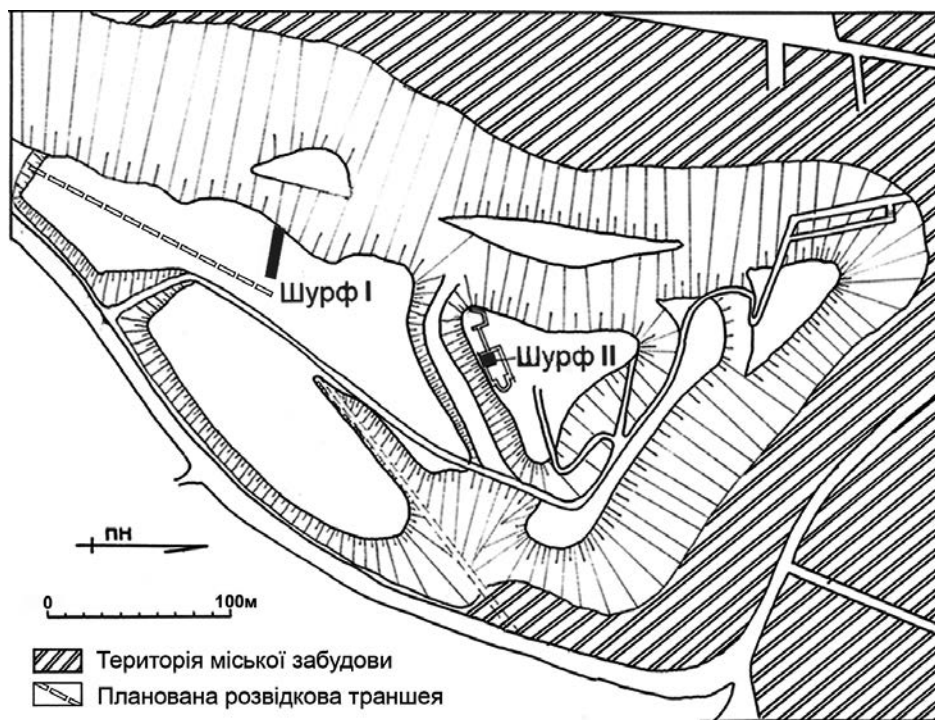 Шурф I
Шурф II
ПН
0 100м
Територія міської забудови
Планована розвідкова траншея